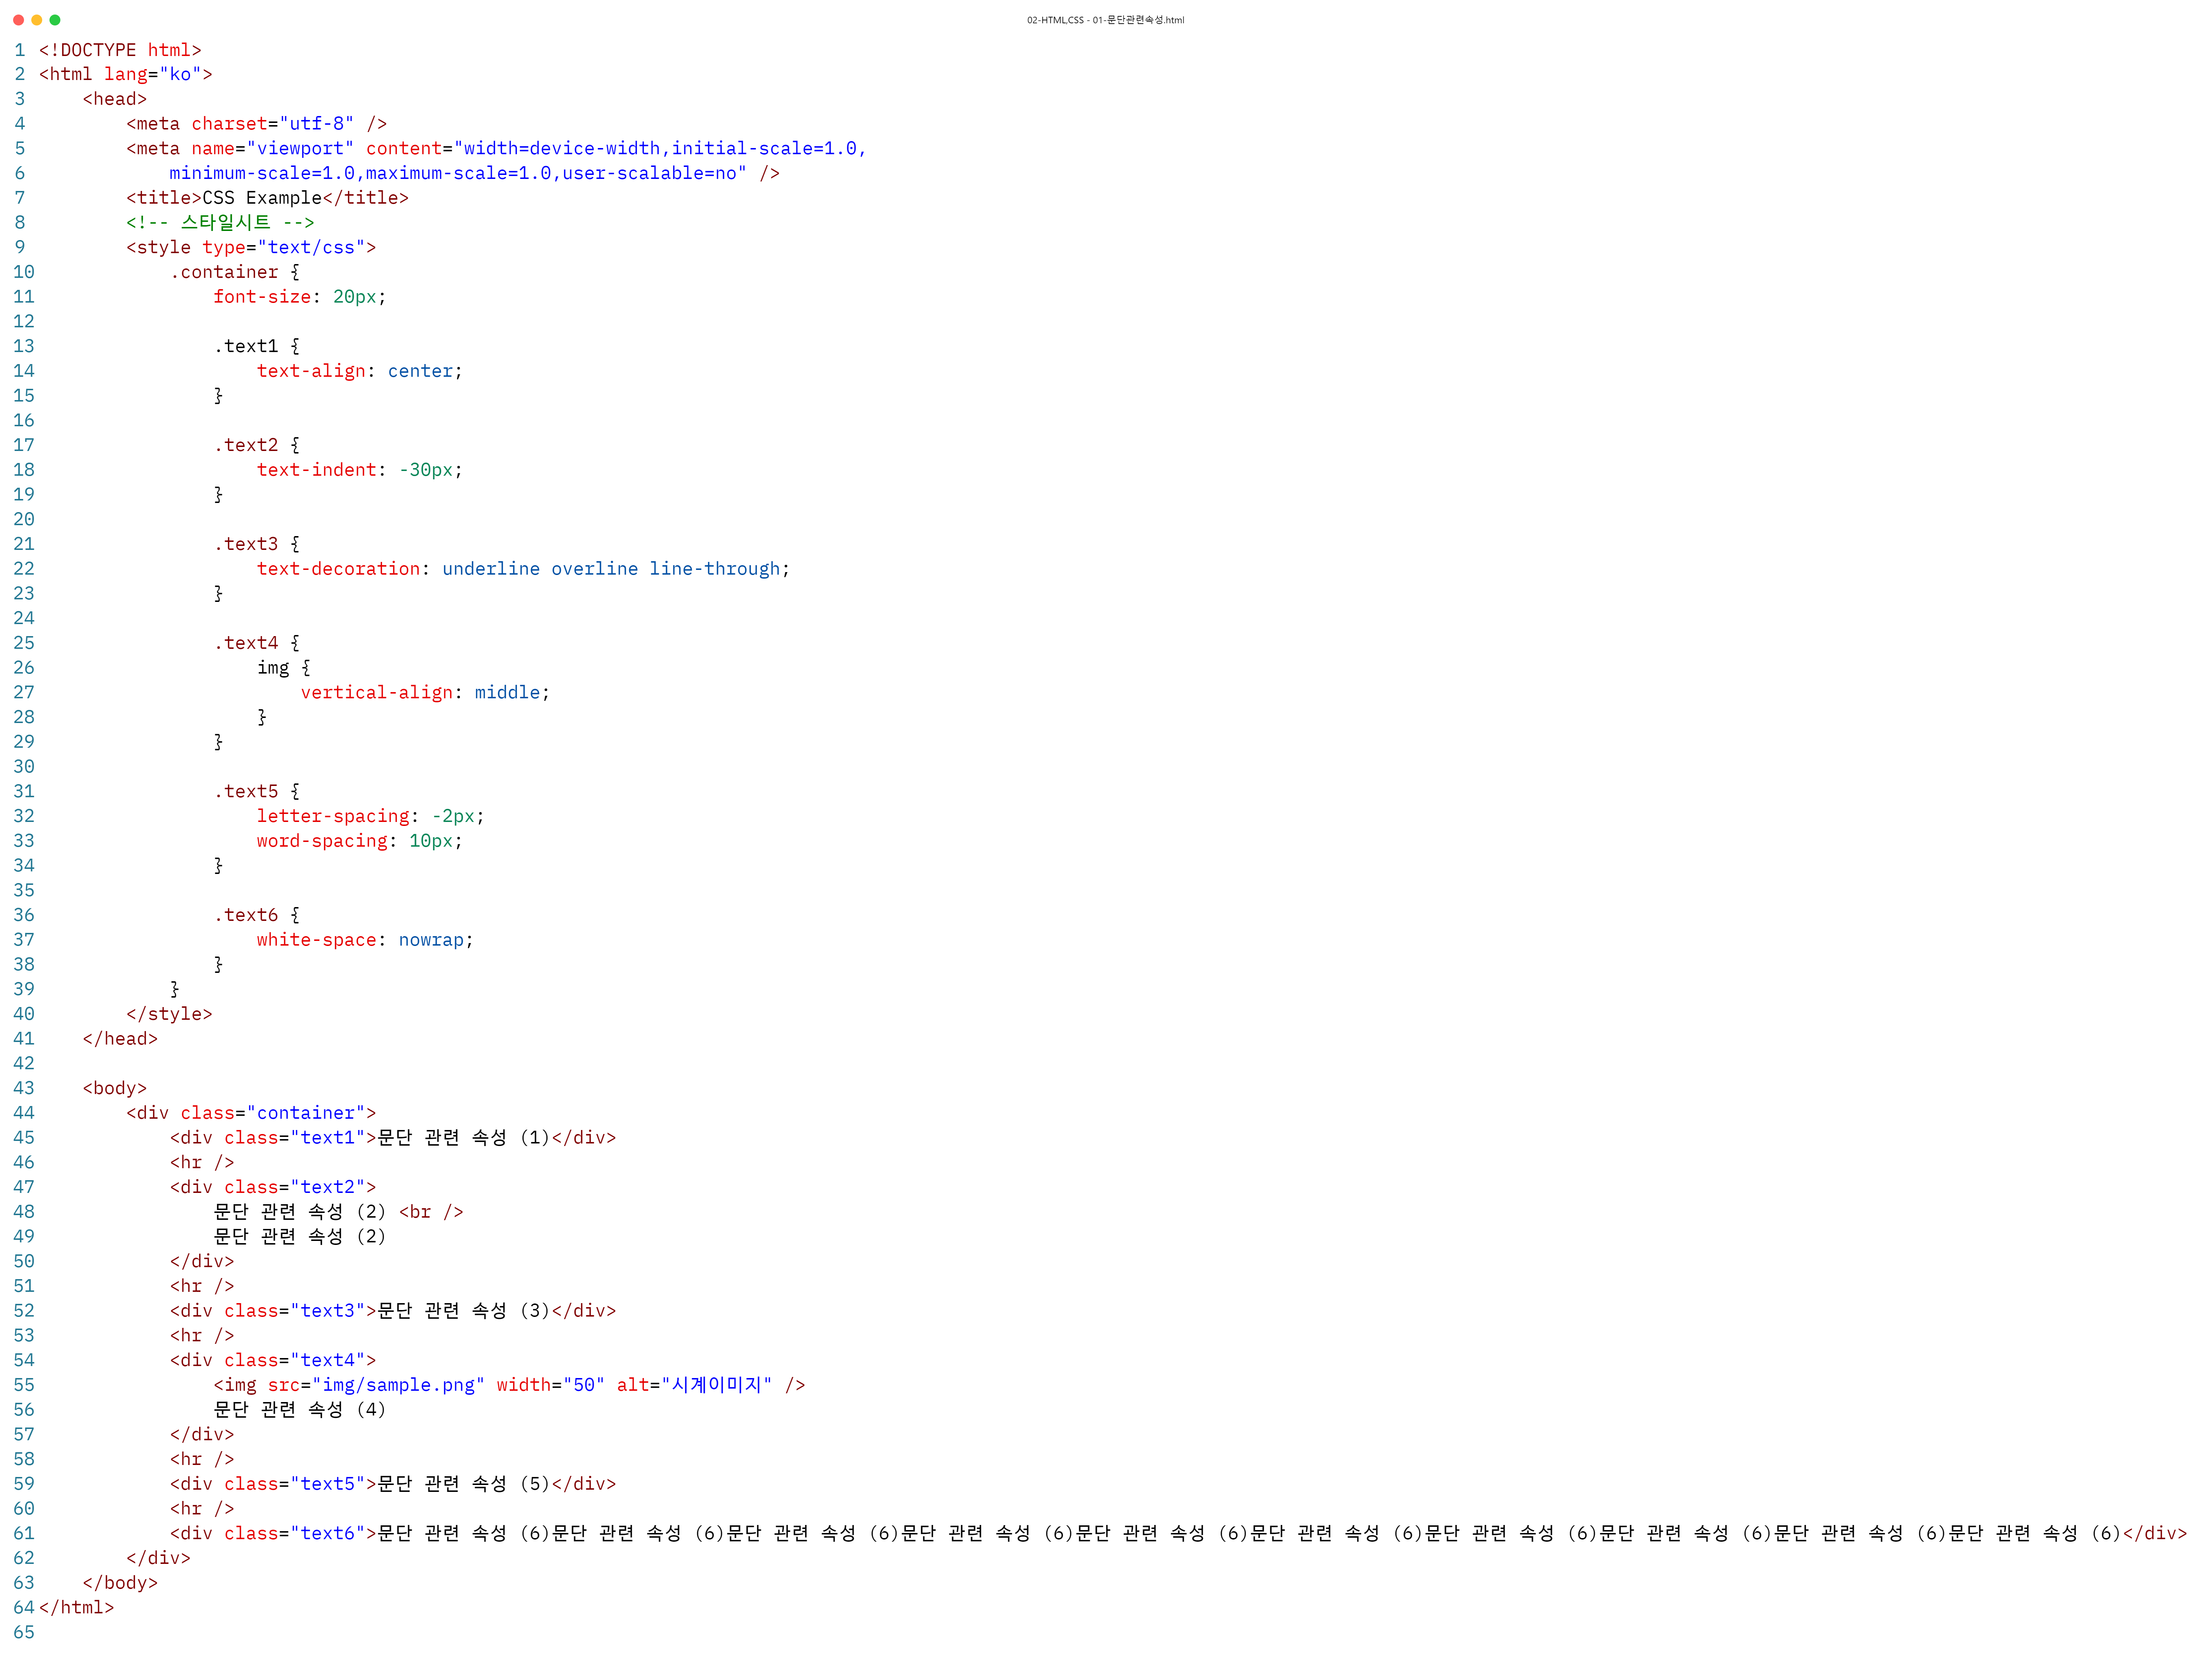 02-HTML,CSS - 01-문단관련속성.html
1 <!DOCTYPE html>
2 <html lang="ko">
3     <head>
4         <meta charset="utf-8" />
5         <meta name="viewport" content="width=device-width,initial-scale=1.0,
6             minimum-scale=1.0,maximum-scale=1.0,user-scalable=no" />
7         <title>CSS Example</title>
8         <!-- 스타일시트 -->
9         <style type="text/css">
10             .container {
11                 font-size: 20px;
12
13                 .text1 {
14                     text-align: center;
15                 }
16
17                 .text2 {
18                     text-indent: -30px;
19                 }
20
21                 .text3 {
22                     text-decoration: underline overline line-through;
23                 }
24
25                 .text4 {
26                     img {
27                         vertical-align: middle;
28                     }
29                 }
30
31                 .text5 {
32                     letter-spacing: -2px;
33                     word-spacing: 10px;
34                 }
35
36                 .text6 {
37                     white-space: nowrap;
38                 }
39             }
40         </style>
41     </head>
42
43     <body>
44         <div class="container">
45             <div class="text1">문단 관련 속성 (1)</div>
46             <hr />
47             <div class="text2">
48                 문단 관련 속성 (2) <br />
49                 문단 관련 속성 (2)
50             </div>
51             <hr />
52             <div class="text3">문단 관련 속성 (3)</div>
53             <hr />
54             <div class="text4">
55                 <img src="img/sample.png" width="50" alt="시계이미지" />
56                 문단 관련 속성 (4)
57             </div>
58             <hr />
59             <div class="text5">문단 관련 속성 (5)</div>
60             <hr />
61             <div class="text6">문단 관련 속성 (6)문단 관련 속성 (6)문단 관련 속성 (6)문단 관련 속성 (6)문단 관련 속성 (6)문단 관련 속성 (6)문단 관련 속성 (6)문단 관련 속성 (6)문단 관련 속성 (6)문단 관련 속성 (6)</div>
62         </div>
63     </body>
64 </html>
65